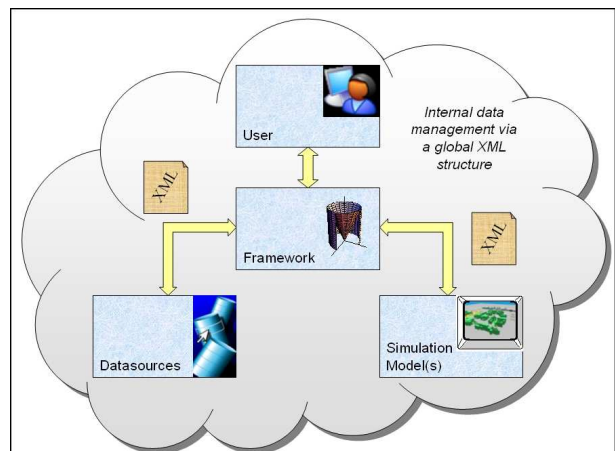 User
Internal data
management via
a global XML
structure
XML
Framework
XML
Datasources
Simulation
Model(s)